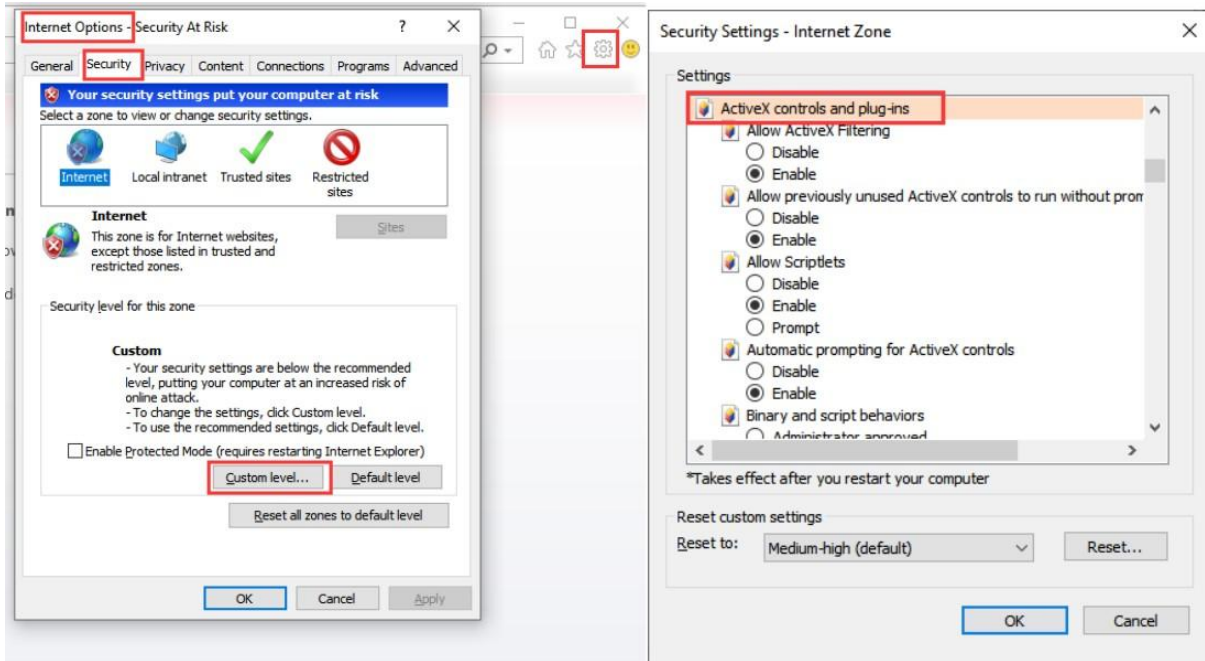 Internet Options - Security At Risk
General Security Privacy Content Connections Programs Advanced
Your security settings put your computer at risk
Select a zone to view or change security settings.
Internet Local intranet Trusted sites Restricted
sites
Internet
Sites
This zone is for Internet websites,
except those listed in trusted and
restricted zones.
Security level for this zone
Custom
- Your security settings are below the recommended
level, putting your computer at an increased risk of
online attack.
- To change the settings, click Custom level.
- To use the recommended settings, click Default level.
Enable Protected Mode (requires restarting Internet Explorer)
Custom level... Default level
Reset all zones to default level
OK Cancel Apply
Security Settings - Internet Zone
Settings
ActiveX controls and plug-ins
Allow ActiveX Filtering
Disable
Enable
Allow previously unused ActiveX controls to run without prom
Disable
Enable
Allow Scriptlets
Disable
Enable
Prompt
Automatic prompting for ActiveX controls
Disable
Enable
Binary and script behaviors
Administrator approved
*Takes effect after you restart your computer
Reset custom settings
Reset to: Medium-high (default) Reset...
OK Cancel